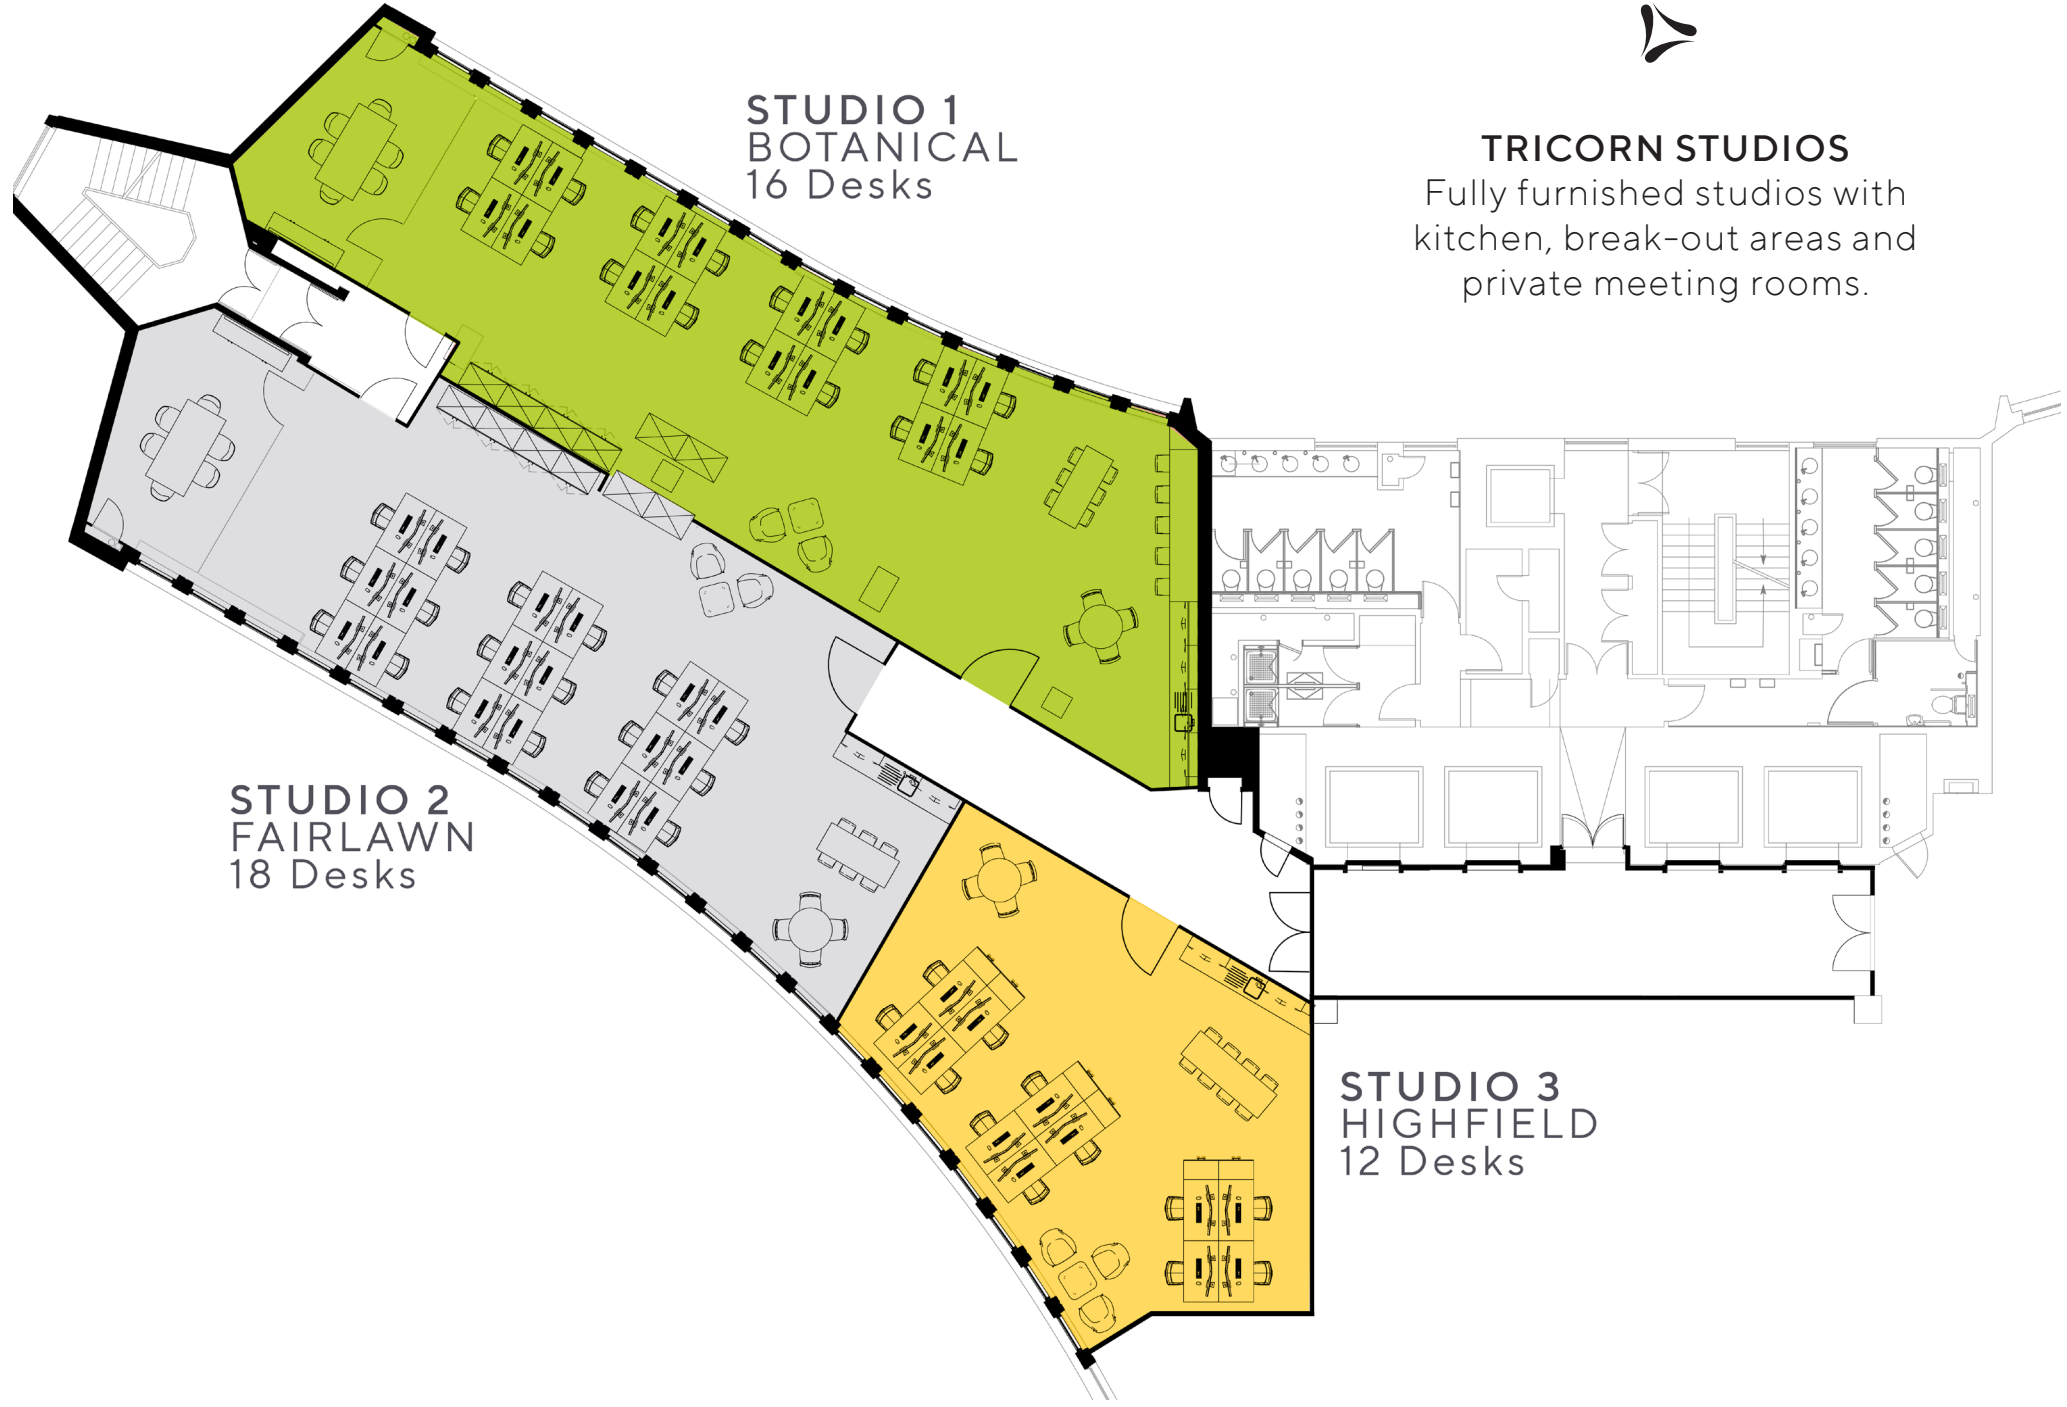 STUDIO 1
BOTANICAL
16 Desks
TRICORN STUDIOS
Fully furnished studios with
kitchen, break-out areas and
private meeting rooms.
STUDIO 2
FAIRLAWN
18 Desks
STUDIO 3
HIGHFIELD
12 Desks